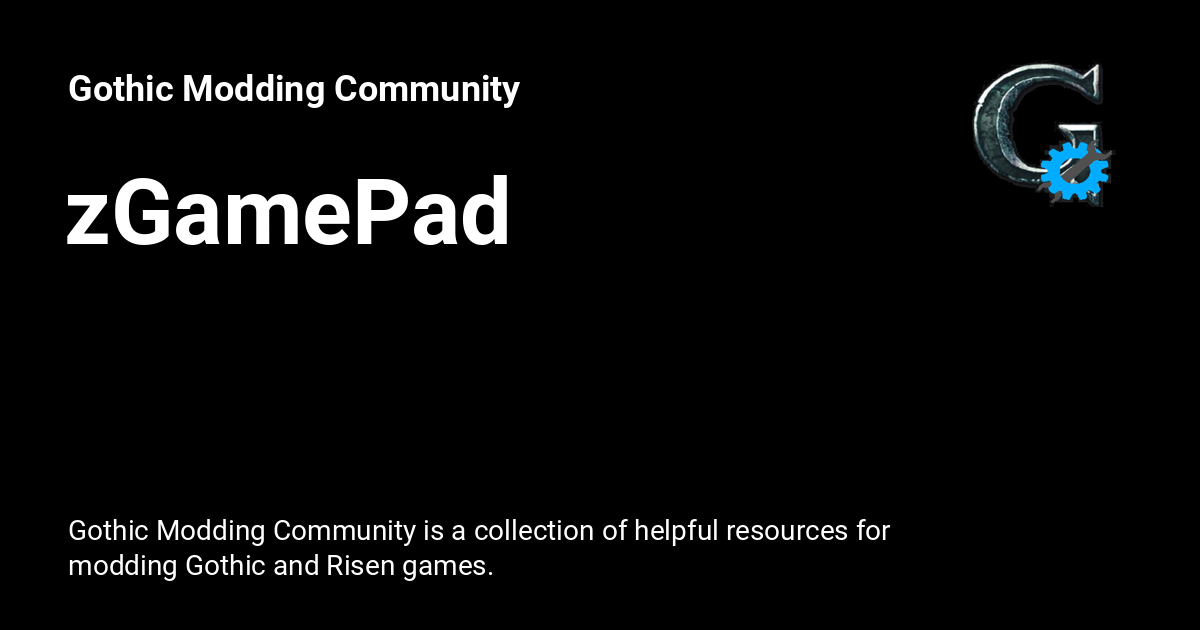 Gothic Modding Community
zGamePad
Gothic Modding Community is a collection of helpful resources for
modding Gothic and Risen games.
G